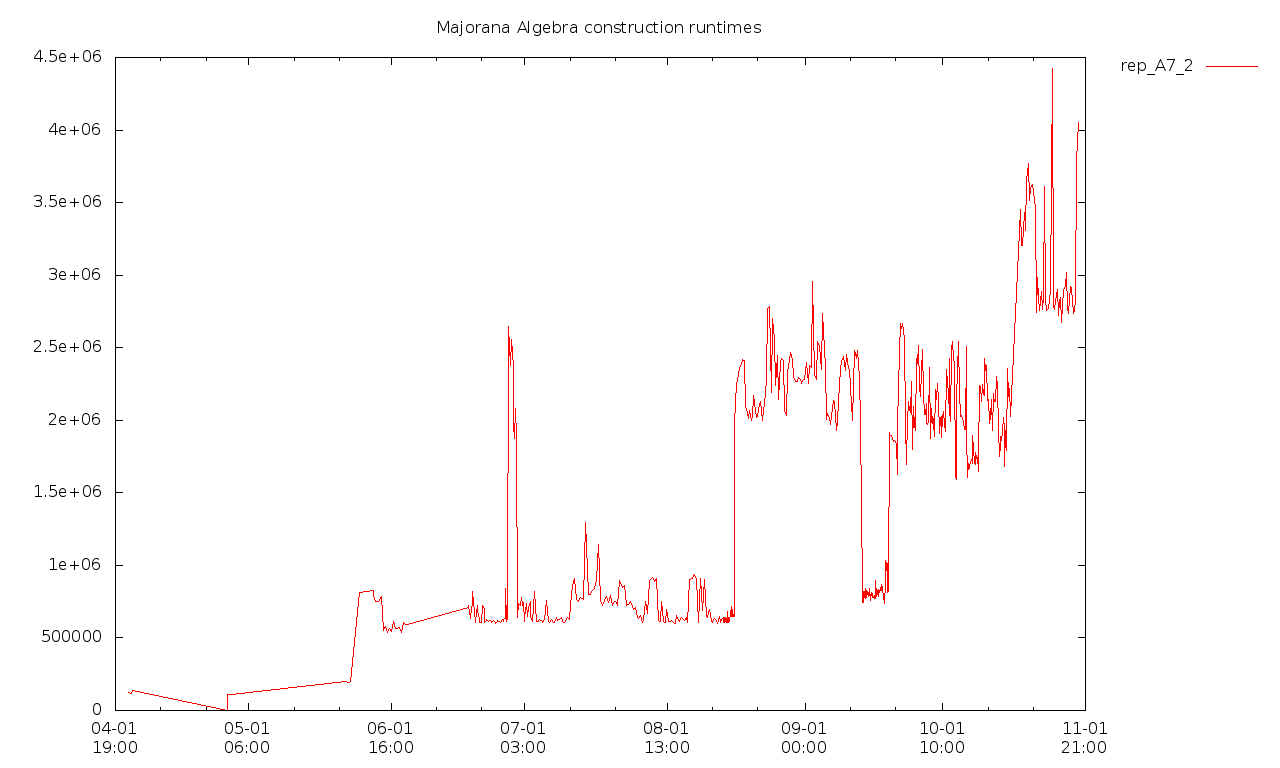 Majorana Algebra construction runtimes
rep_A7_2
4.5e+06
4e+06
3.5e+06
3e+06
2.5e+06
2e+06
1.5e+06
1e+06
500000
0
04-01 05-01 06-01 07-01 08-01 09-01 10-01 11-01
19:00 06:00 16:00 03:00 13:00 00:00 10:00 21:00